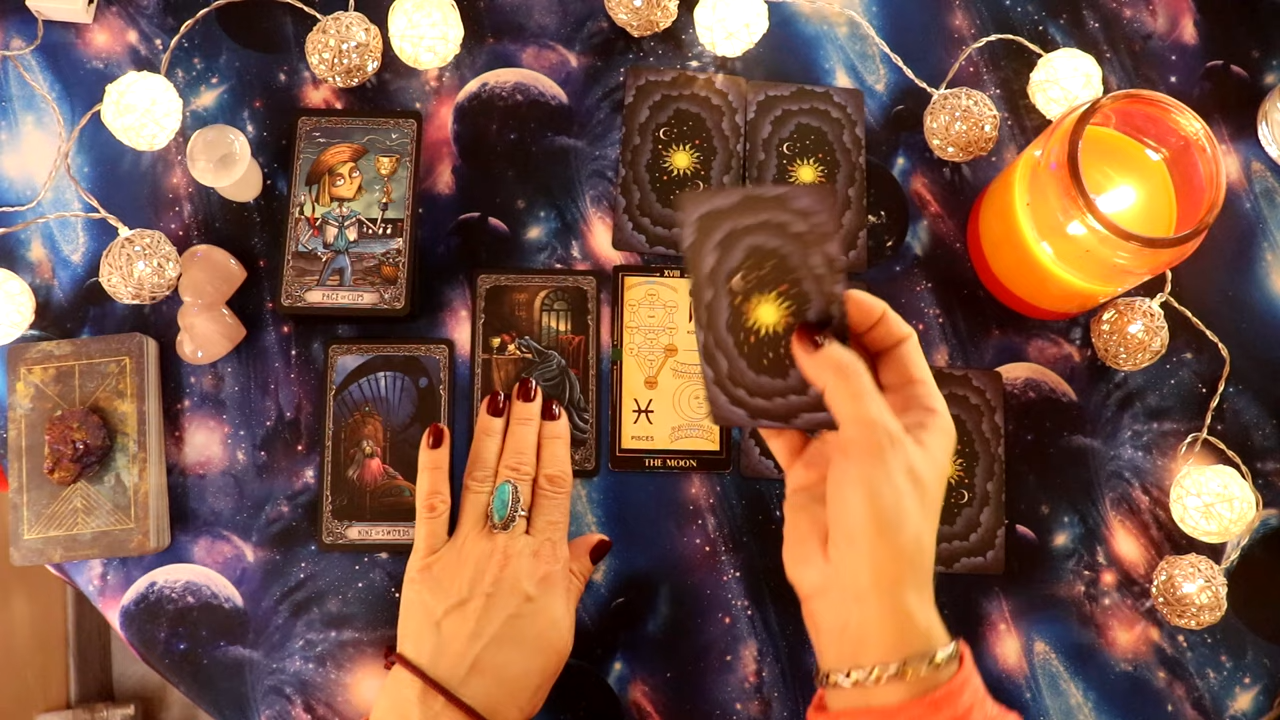 PAGE OF CUPS
XVIII
PISCES
THE MOON
NINE OF SWORDS